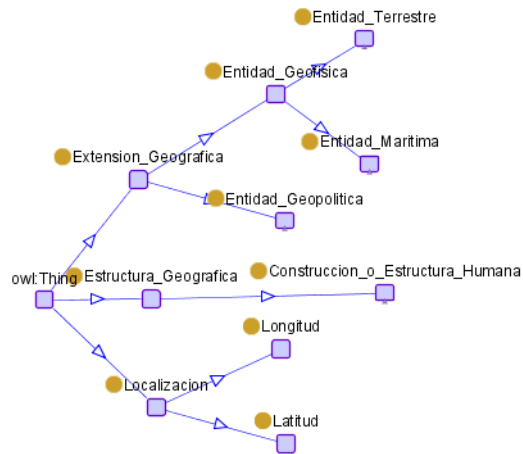 Entidad_Terrestre
Entidad_Geofisica
Entidad_Maritima
Extension_Geografica
Entidad_Geopolitica
owl:Thing
Estructura_Geografica
Construccion_o_Estructura_Humana
Longitud
Localizacion
Latitud